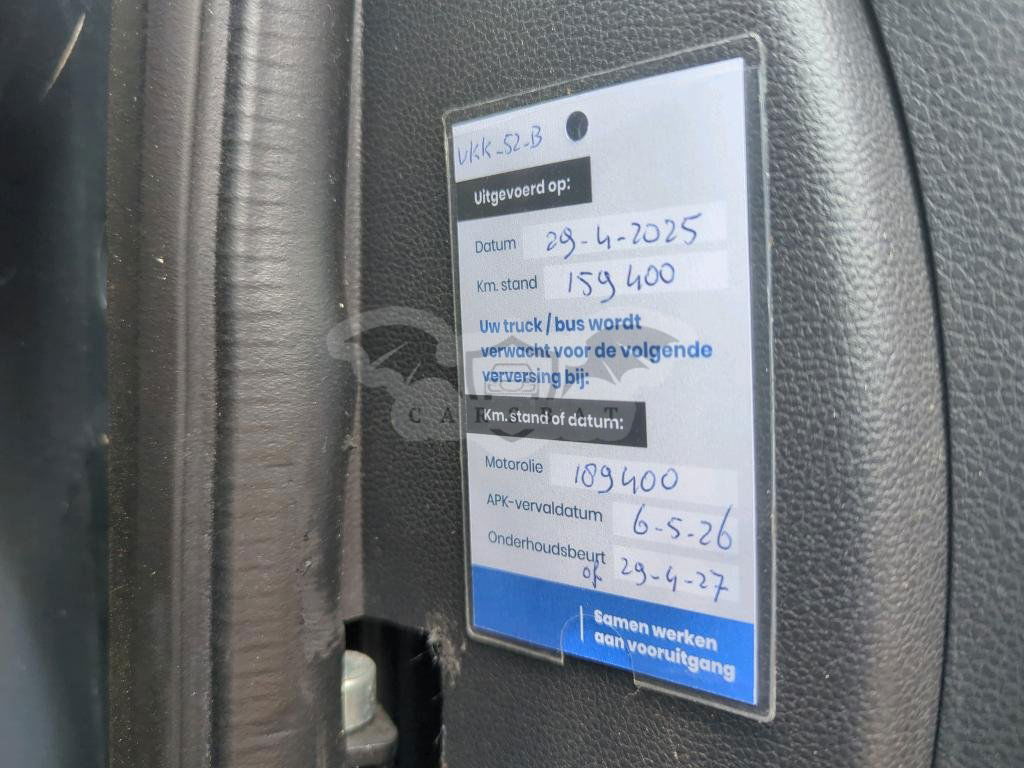 VKK-52-B
Uitgevoerd op:
Datum 29-4-2025
Km. stand 159400
Uw truck / bus wordt
verwacht voor de volgende
verversing bij:
CARCBAT
Km. stand of datum:
Motorolie 189400
APK-vervaldatum 6-5-26
Onderhoudsbeurt
of 29-4-27
Samen werken
aan vooruitgang